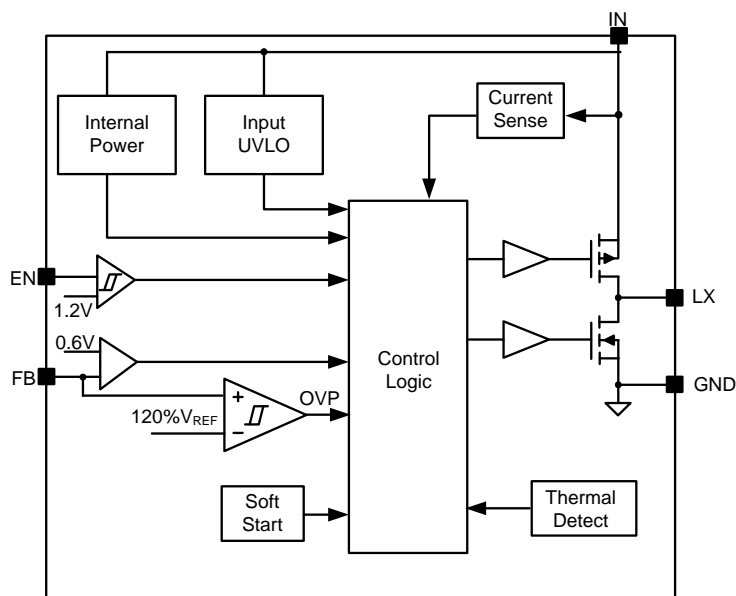 IN
Internal
Power
Input
UVLO
Current
Sense
EN
1.2V
0.6V
FB
120%VREF
+
−
OVP
Control
Logic
LX
GND
Soft
Start
Thermal
Detect